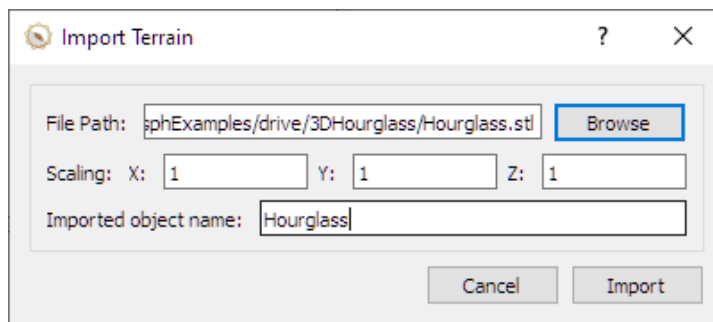 Import Terrain ? X
File Path: sphExamples/drive/3DHourglass/Hourglass.stl Browse
Scaling: X: 1 Y: 1 Z: 1
Imported object name: Hourglass
Cancel Import